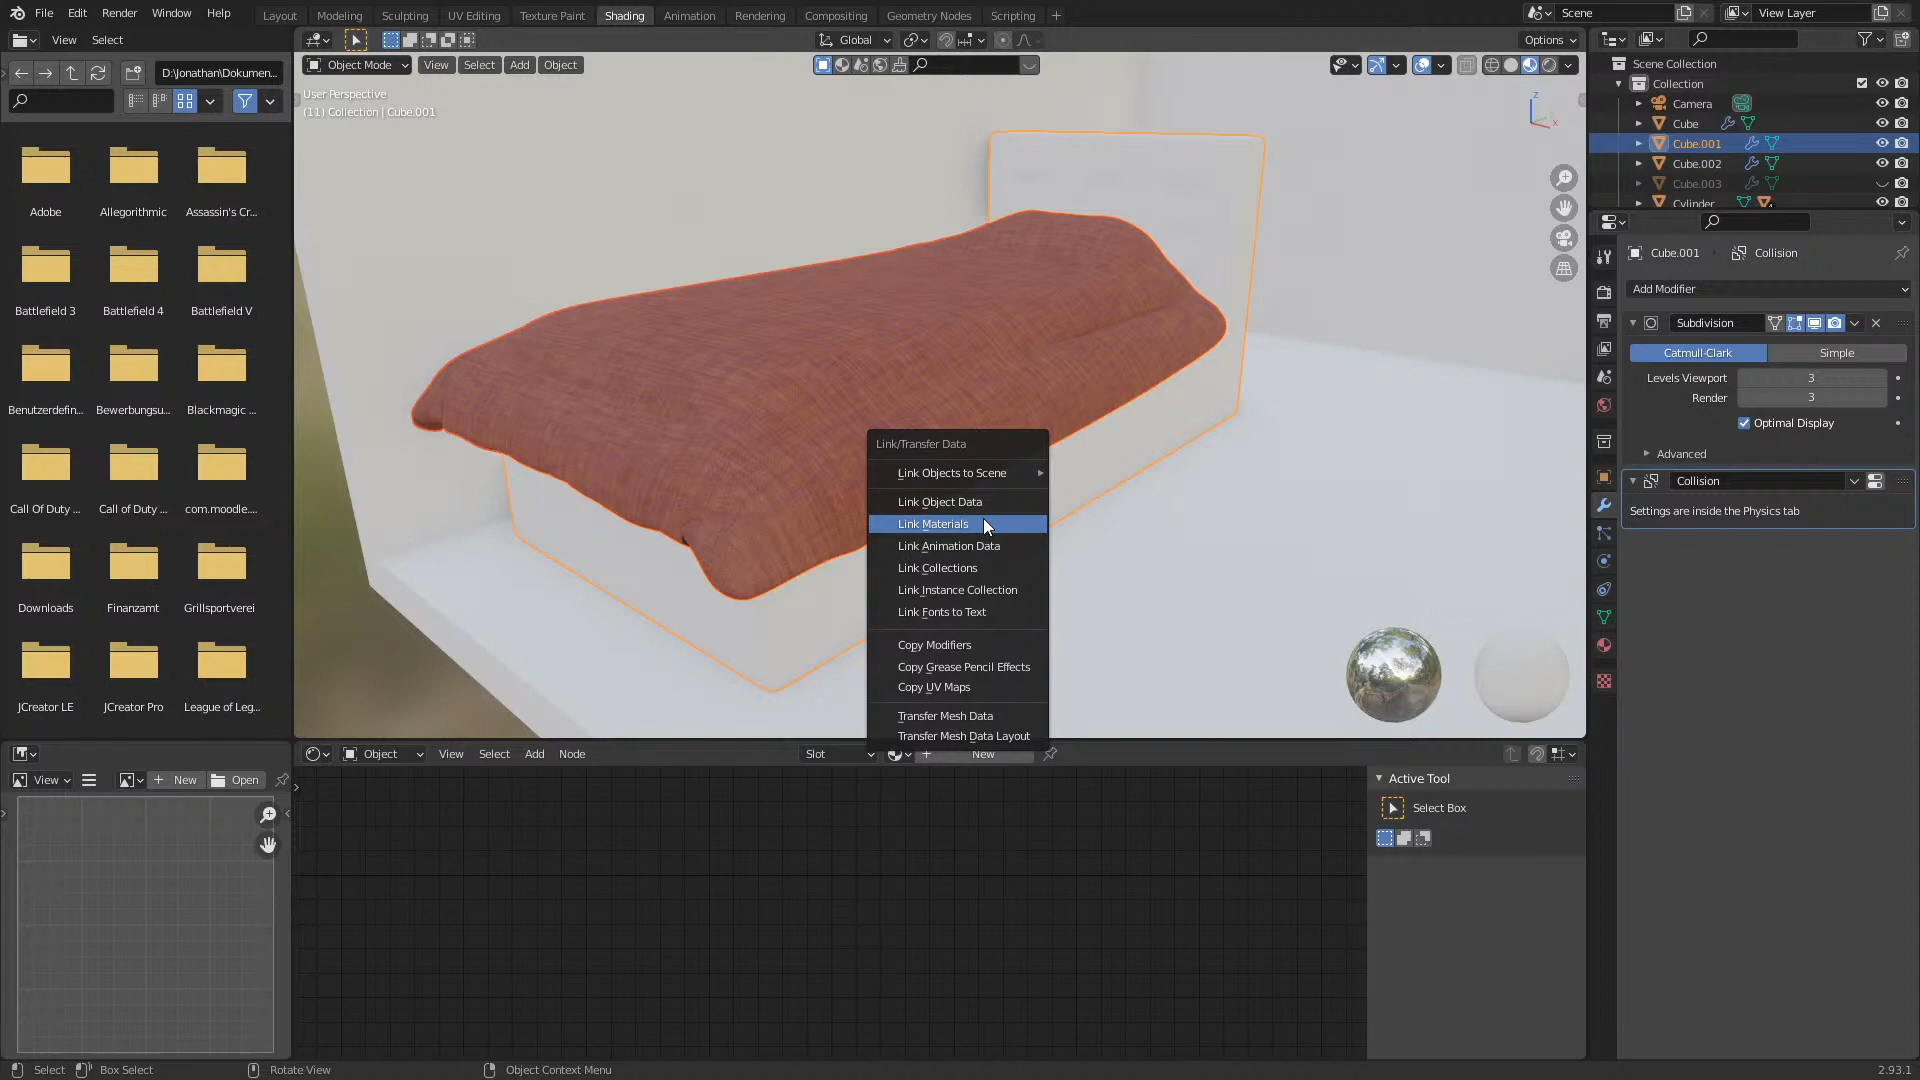 File Edit Render Window Help Layout Modeling Sculpting UV Editing Texture Paint Shading Animation Rendering Compositing Geometry Nodes Scripting + Scene View Layer
View Select
Global
Options
D:\Jonathan\Dokumen...
Object Mode View Select Add Object
User Perspective
(11) Collection | Cube.001
Z
X
Adobe Allegorithmic Assassin's Cr...
Battlefield 3 Battlefield 4 Battlefield V
Benutzerdefin... Bewerbungsu... Blackmagic ...
Call Of Duty ... Call of Duty ... com.moodle....
Downloads Finanzamt Grillsportverei
JCreator LE JCreator Pro League of Leg...
Link/Transfer Data
Link Objects to Scene
Link Object Data
Link Materials
Link Animation Data
Link Collections
Link Instance Collection
Link Fonts to Text
Copy Modifiers
Copy Grease Pencil Effects
Copy UV Maps
Transfer Mesh Data
Transfer Mesh Data Layout
Scene Collection
Collection
Camera
Cube
Cube.001
Cube.002
Cube.003
Cylinder
Cube.001 Collision
Add Modifier
Subdivision
Catmull-Clark Simple
Levels Viewport 3
Render 3
Optimal Display
Advanced
Collision
Settings are inside the Physics tab
View + New Open
Object View Select Add Node Slot + New
Active Tool
Select Box
Select Box Select Rotate View Object Context Menu 2.93.1